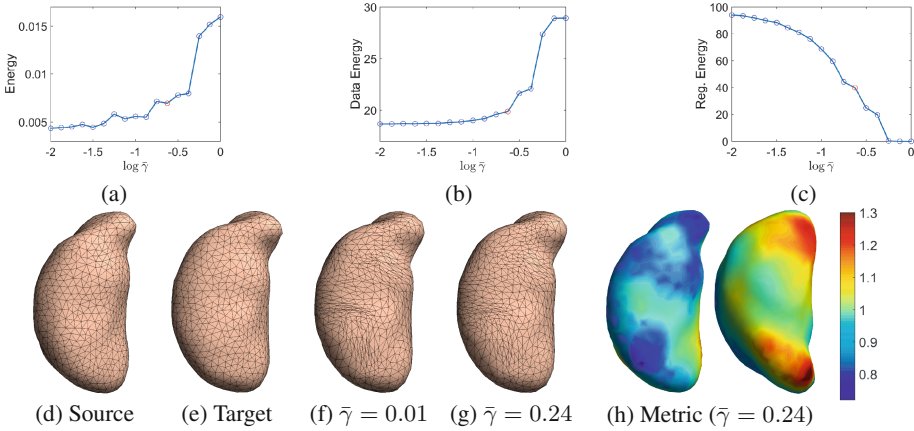 0.015
0.01
0.005
Energy
-2 -1.5 -1 -0.5 0
log γ̄
(a)
30
25
20
Data Energy
-2 -1.5 -1 -0.5 0
log γ̄
(b)
100
80
60
40
20
0
Reg. Energy
-2 -1.5 -1 -0.5 0
log γ̄
(c)
1.3
1.2
1.1
1
0.9
0.8
(d) Source (e) Target (f) γ̄ = 0.01 (g) γ̄ = 0.24 (h) Metric (γ̄ = 0.24)